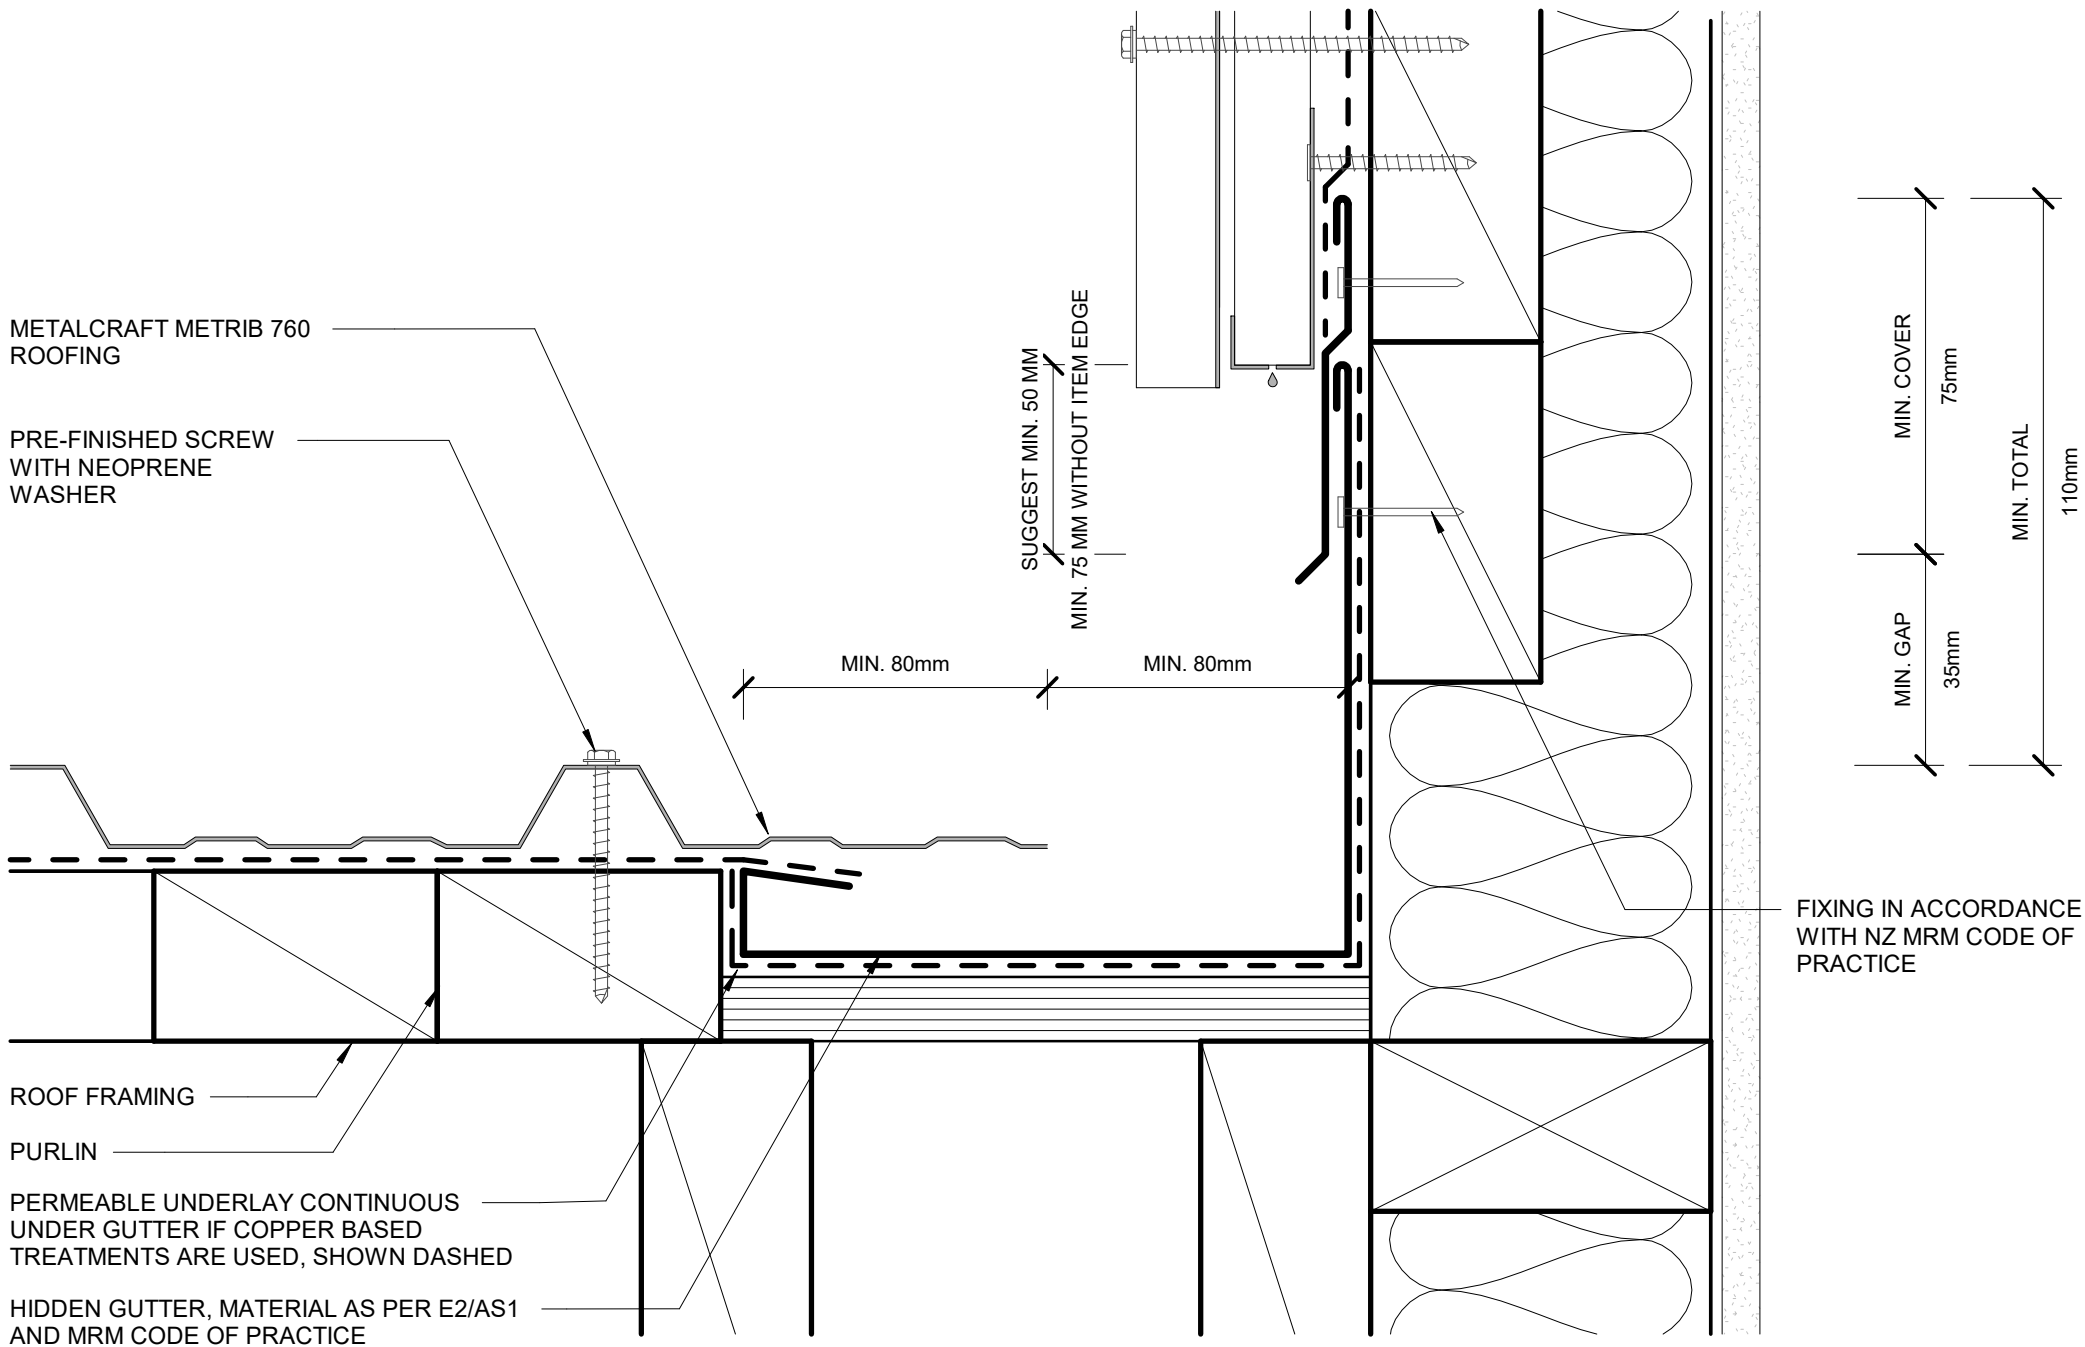 METALCRAFT METRIB 760
ROOFING
PRE-FINISHED SCREW
WITH NEOPRENE
WASHER
SUGGEST MIN. 50 MM
MIN. 75 MM WITHOUT ITEM EDGE
MIN. 80mm
MIN. 80mm
MIN. COVER
75mm
MIN. TOTAL
110mm
MIN. GAP
35mm
FIXING IN ACCORDANCE
WITH NZ MRM CODE OF
PRACTICE
ROOF FRAMING
PURLIN
PERMEABLE UNDERLAY CONTINUOUS
UNDER GUTTER IF COPPER BASED
TREATMENTS ARE USED, SHOWN DASHED
HIDDEN GUTTER, MATERIAL AS PER E2/AS1
AND MRM CODE OF PRACTICE